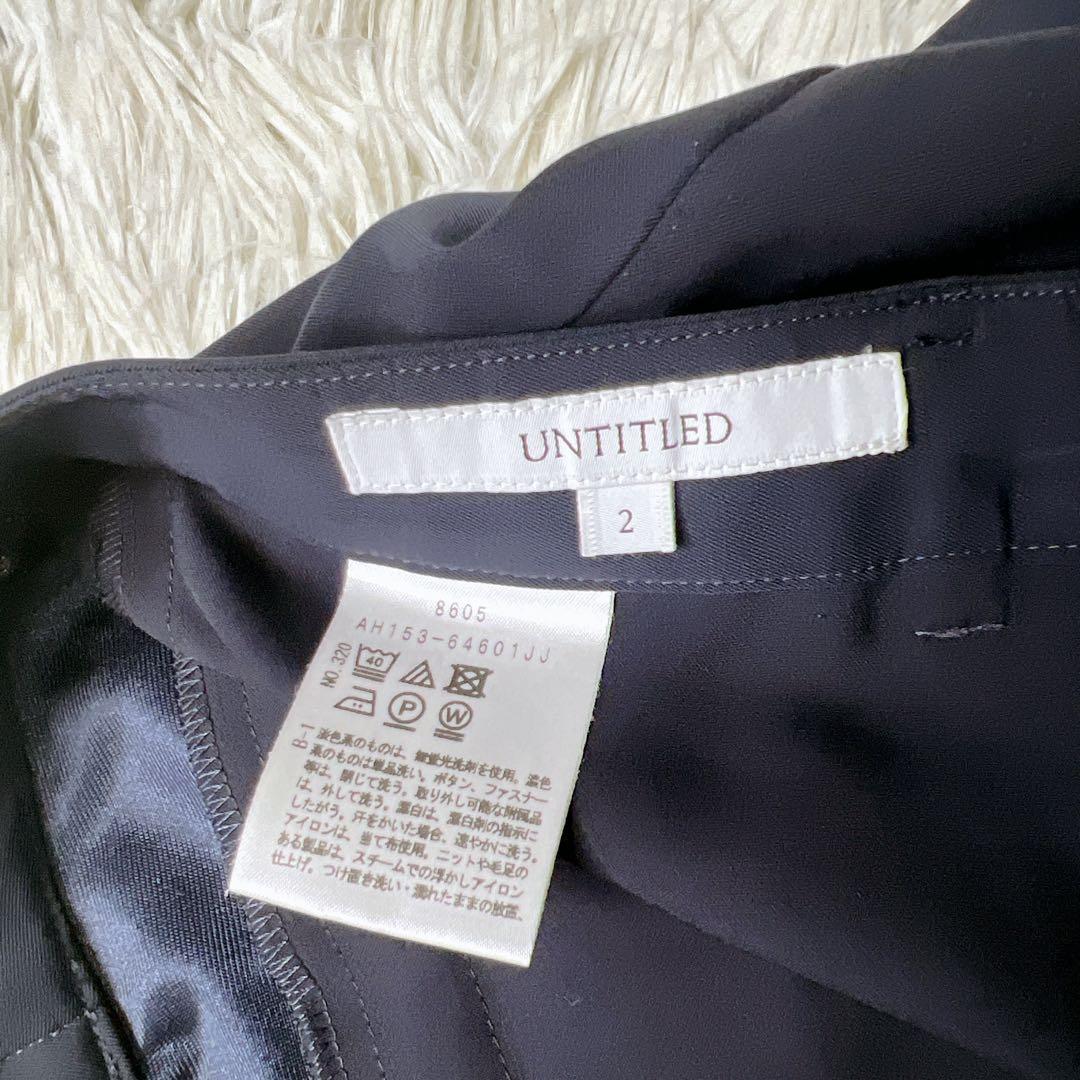 UNTITLED
2
8605
AH153-64601JJ
NO.320
40
P
W
B-1
淡色系のものは、無蛍光洗剤を使用。濃色
系のものは単品洗い。ボタン、ファスナー
等は、閉じて洗う。取り外し可能な附属品
は、外して洗う。漂白は、漂白剤の指示に
したがう。汗をかいた場合、速やかに洗う。
アイロンは、当て布使用。ニットや毛足の
ある製品は、スチームでの浮かしアイロン
仕上げ。つけ置き洗い・濡れたままの放置、